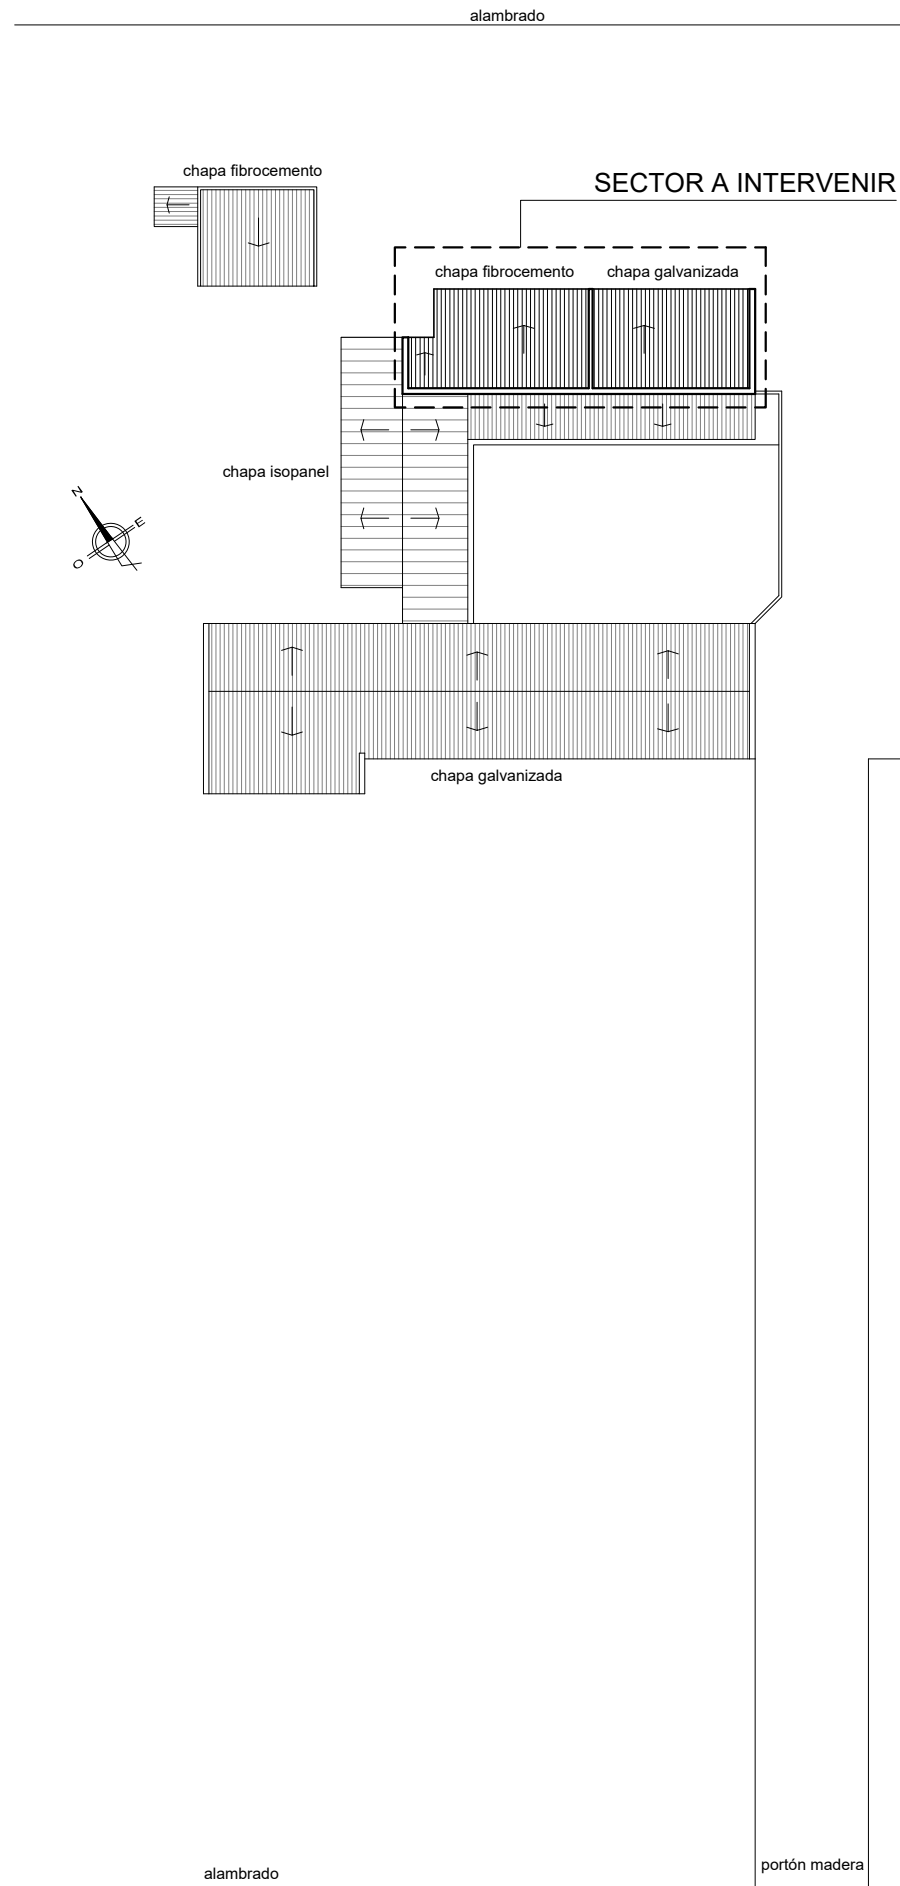 alambrado
chapa fibrocemento
SECTOR A INTERVENIR
chapa fibrocemento
chapa galvanizada
chapa isopanel
N
E
O
chapa galvanizada
portón madera
alambrado